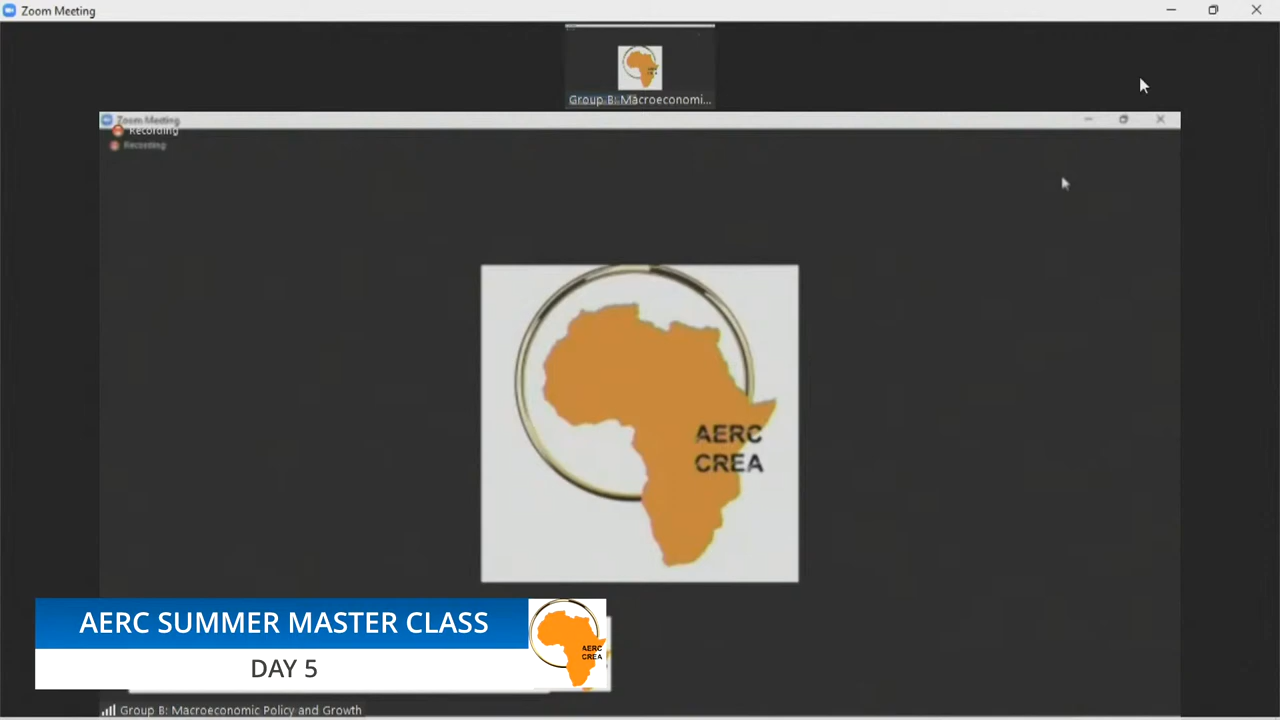 Zoom Meeting
Group B: Macroeconomi...
Zoom Meeting
Recording
Recording
AERC
CREA
AERC SUMMER MASTER CLASS
DAY 5
AERC
CREA
Group B: Macroeconomic Policy and Growth